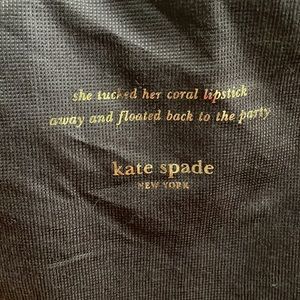 she tucked her coral lipstick
away and floated back to the party
kate spade
NEW YORK